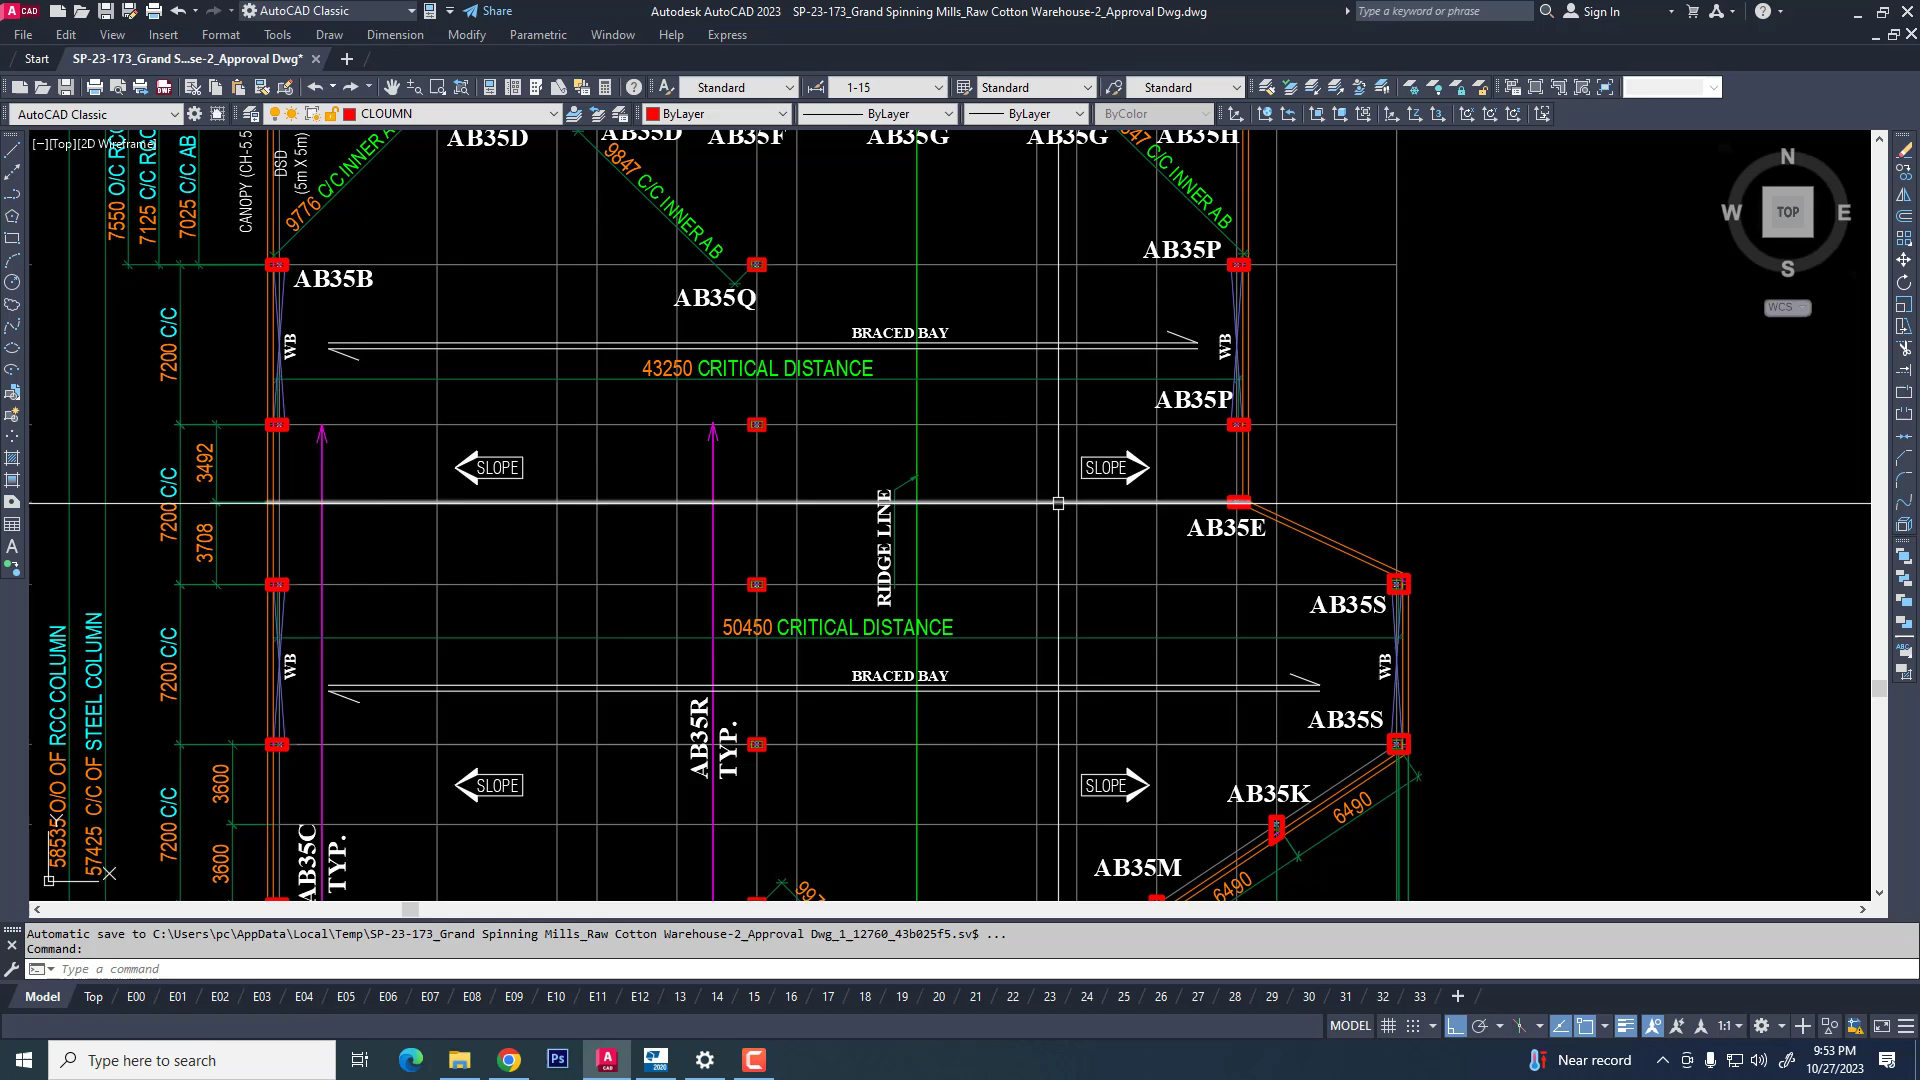 AutoCAD Classic
Share
Autodesk AutoCAD 2023
SP-23-173_Grand Spinning Mills_Raw Cotton Warehouse-2_Approval Dwg.dwg
Type a keyword or phrase
Sign In
File Edit View Insert Format Tools Draw Dimension Modify Parametric Window Help Express
Start
SP-23-173_Grand S...se-2_Approval Dwg*
Standard
1-15
Standard
Standard
AutoCAD Classic
CLOUMN
ByLayer
ByLayer
ByLayer
ByColor
[−][Top][2D Wireframe]
AB35D
AB35D
AB35F
AB35G
AB35G
AB35H
7125 C/C
7025 C/C AB
CANOPY
DSD
(5m X 5m)
9776 C/C INNER
9847 C/C INNER AB
C/C INNER AB
N
W
TOP
E
S
WCS
AB35P
AB35B
AB35Q
BRACED BAY
43250 CRITICAL DISTANCE
WB
WB
7200 C/C
AB35P
3492
SLOPE
SLOPE
7200 C/C
3708
RIDGE LINE
AB35E
AB35S
50450 CRITICAL DISTANCE
WB
WB
7200 C/C
BRACED BAY
AB35R
TYP.
AB35S
58535 O/O OF RCC COLUMN
57425 C/C OF STEEL COLUMN
SLOPE
SLOPE
3600
7200 C/C
AB35K
6490
AB35C
TYP.
3600
AB35M
6490
Automatic save to C:\Users\pc\AppData\Local\Temp\SP-23-173_Grand Spinning Mills_Raw Cotton Warehouse-2_Approval Dwg_1_12760_43b025f5.sv$ ...
Command:
Type a command
Model Top E00 E01 E02 E03 E04 E05 E06 E07 E08 E09 E10 E11 E12 13 14 15 16 17 18 19 20 21 22 23 24 25 26 27 28 29 30 31 32 33
MODEL
1:1
Type here to search
Near record
9:53 PM
10/27/2023